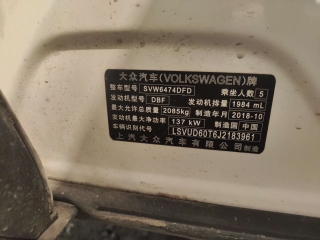 大众汽车(VOLKSWAGEN)牌
整车型号 SVW6474DFD 乘坐人数 5
发动机型号 DBF 发动机排量 1984 mL
最大允许总质量 2085kg 制造年月 2018-10
发动机最大净功率 137 kW 制造国 中国
车辆识别代号 LSVUD60T6J2183961
上汽大众汽车有限公司制造